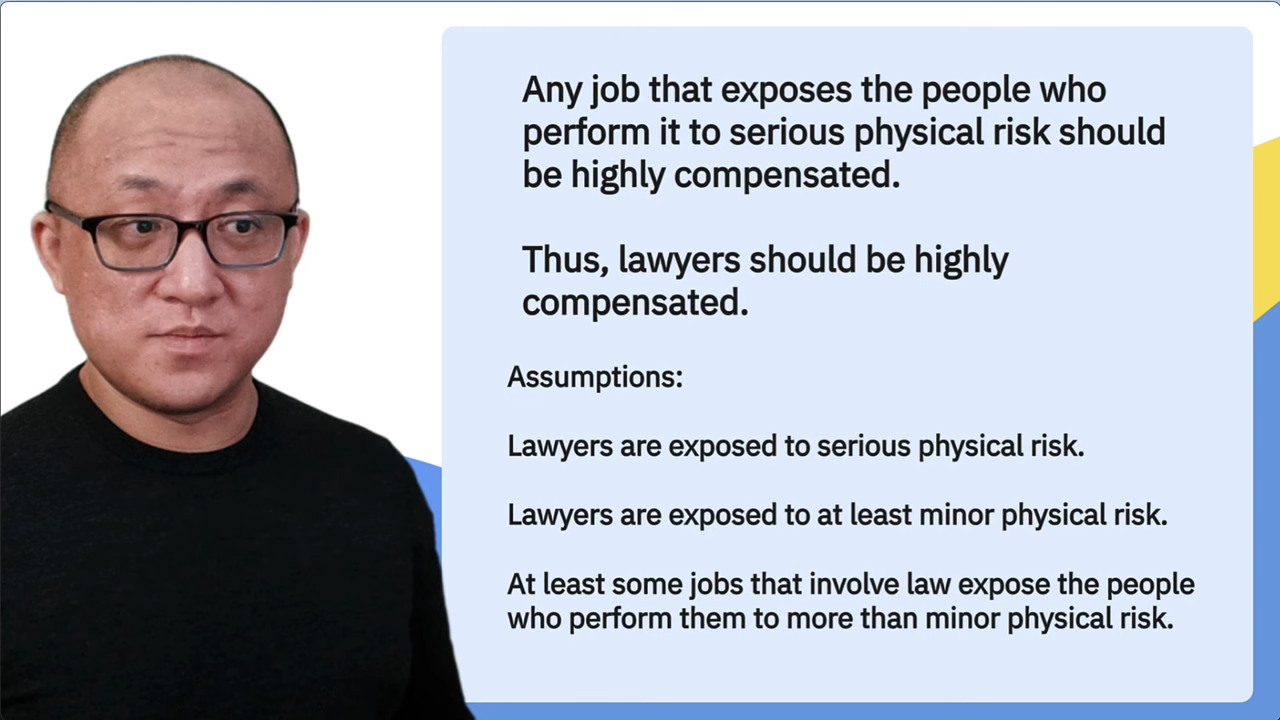 Any job that exposes the people who
perform it to serious physical risk should
be highly compensated.
Thus, lawyers should be highly
compensated.
Assumptions:
Lawyers are exposed to serious physical risk.
Lawyers are exposed to at least minor physical risk.
At least some jobs that involve law expose the people
who perform them to more than minor physical risk.